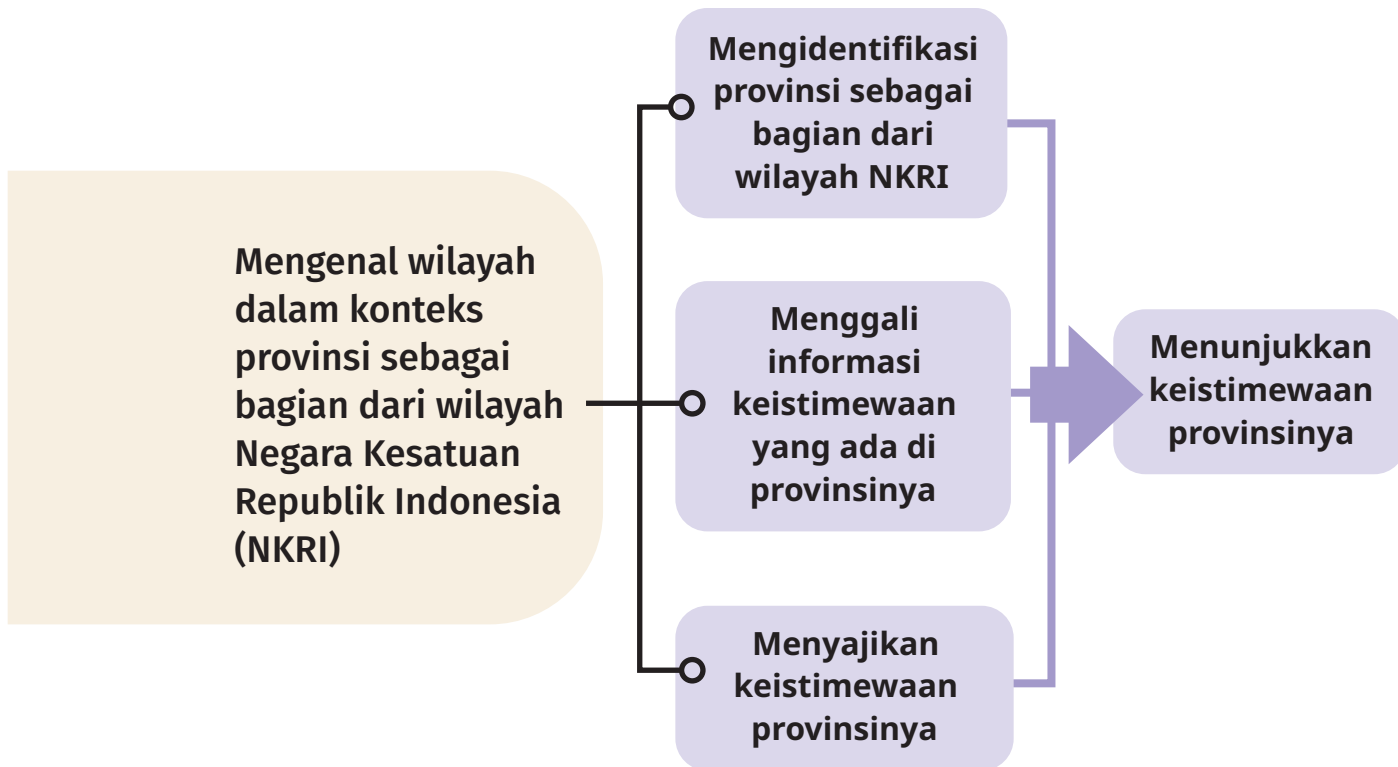 Mengenal wilayah
dalam konteks
provinsi sebagai
bagian dari wilayah
Negara Kesatuan
Republik Indonesia
(NKRI)
Mengidentifikasi
provinsi sebagai
bagian dari
wilayah NKRI
Menggali
informasi
keistimewaan
yang ada di
provinsinya
Menyajikan
keistimewaan
provinsinya
Menunjukkan
keistimewaan
provinsinya